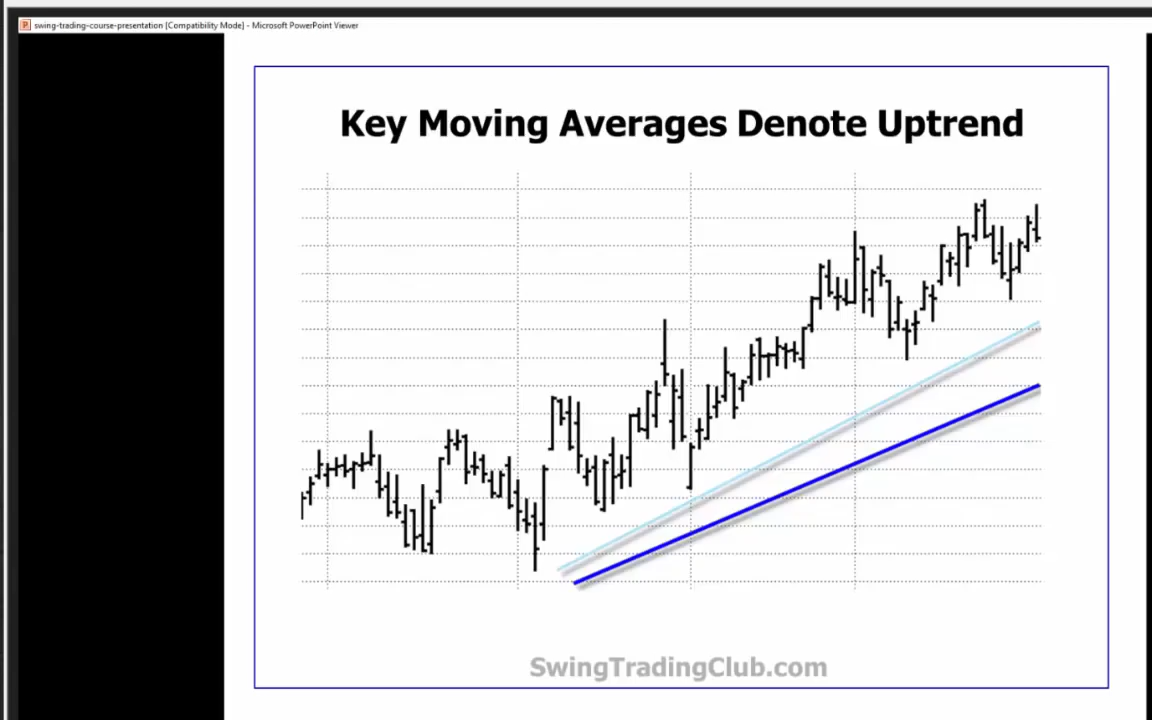 swing-trading-course-presentation [Compatibility Mode] - Microsoft PowerPoint Viewer
Key Moving Averages Denote Uptrend
SwingTradingClub.com